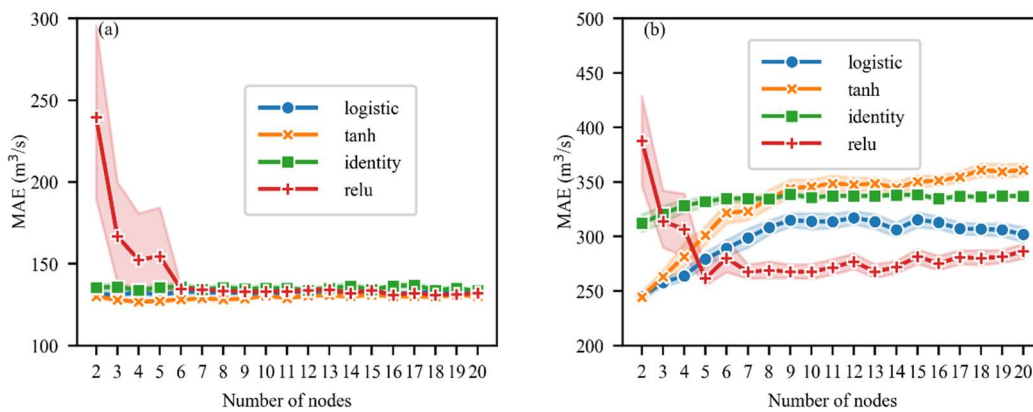 (a)
300
250
200
150
100
MAE (m³/s)
logistic
tanh
identity
relu
2 3 4 5 6 7 8 9 10 11 12 13 14 15 16 17 18 19 20
Number of nodes
(b)
500
450
400
350
300
250
200
MAE (m³/s)
logistic
tanh
identity
relu
2 3 4 5 6 7 8 9 10 11 12 13 14 15 16 17 18 19 20
Number of nodes